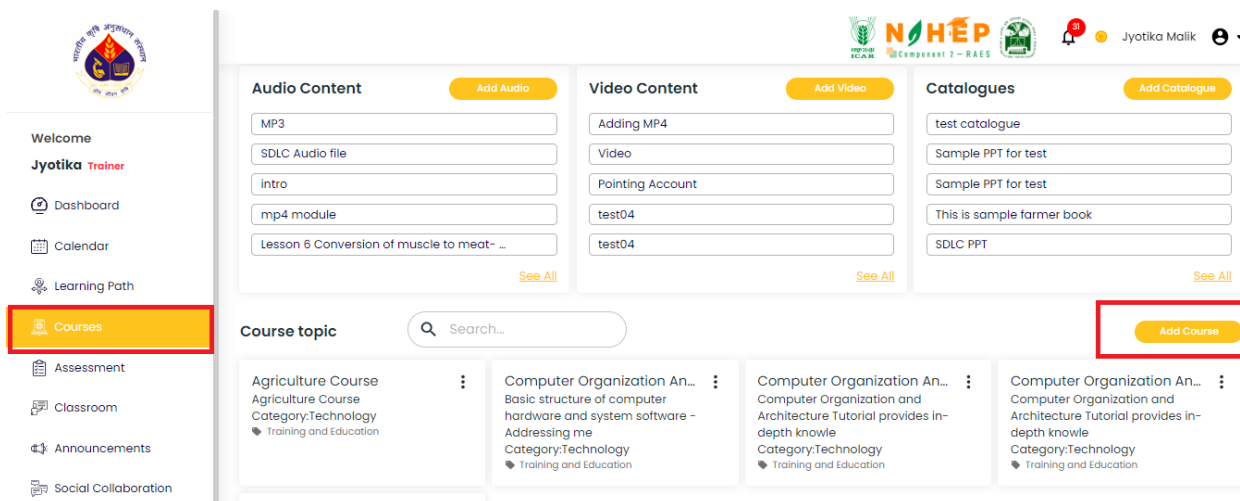 भारतीय कृषि अनुसंधान संस्थान
ICAR
NAHEP
Component 2 – RAES
31
Jyotika Malik
Welcome
Jyotika Trainer
Dashboard
Calendar
Learning Path
Courses
Assessment
Classroom
Announcements
Social Collaboration
Audio Content
Add Audio
MP3
SDLC Audio file
intro
mp4 module
Lesson 6 Conversion of muscle to meat- ...
See All
Video Content
Add Video
Adding MP4
Video
Pointing Account
test04
test04
See All
Catalogues
Add Catalogue
test catalogue
Sample PPT for test
Sample PPT for test
This is sample farmer book
SDLC PPT
See All
Course topic
Search...
Add Course
Agriculture Course
Agriculture Course
Category:Technology
Training and Education
Computer Organization An...
Basic structure of computer
hardware and system software -
Addressing me
Category:Technology
Training and Education
Computer Organization An...
Computer Organization and
Architecture Tutorial provides in-
depth knowle
Category:Technology
Training and Education
Computer Organization An...
Computer Organization and
Architecture Tutorial provides in-
depth knowle
Category:Technology
Training and Education